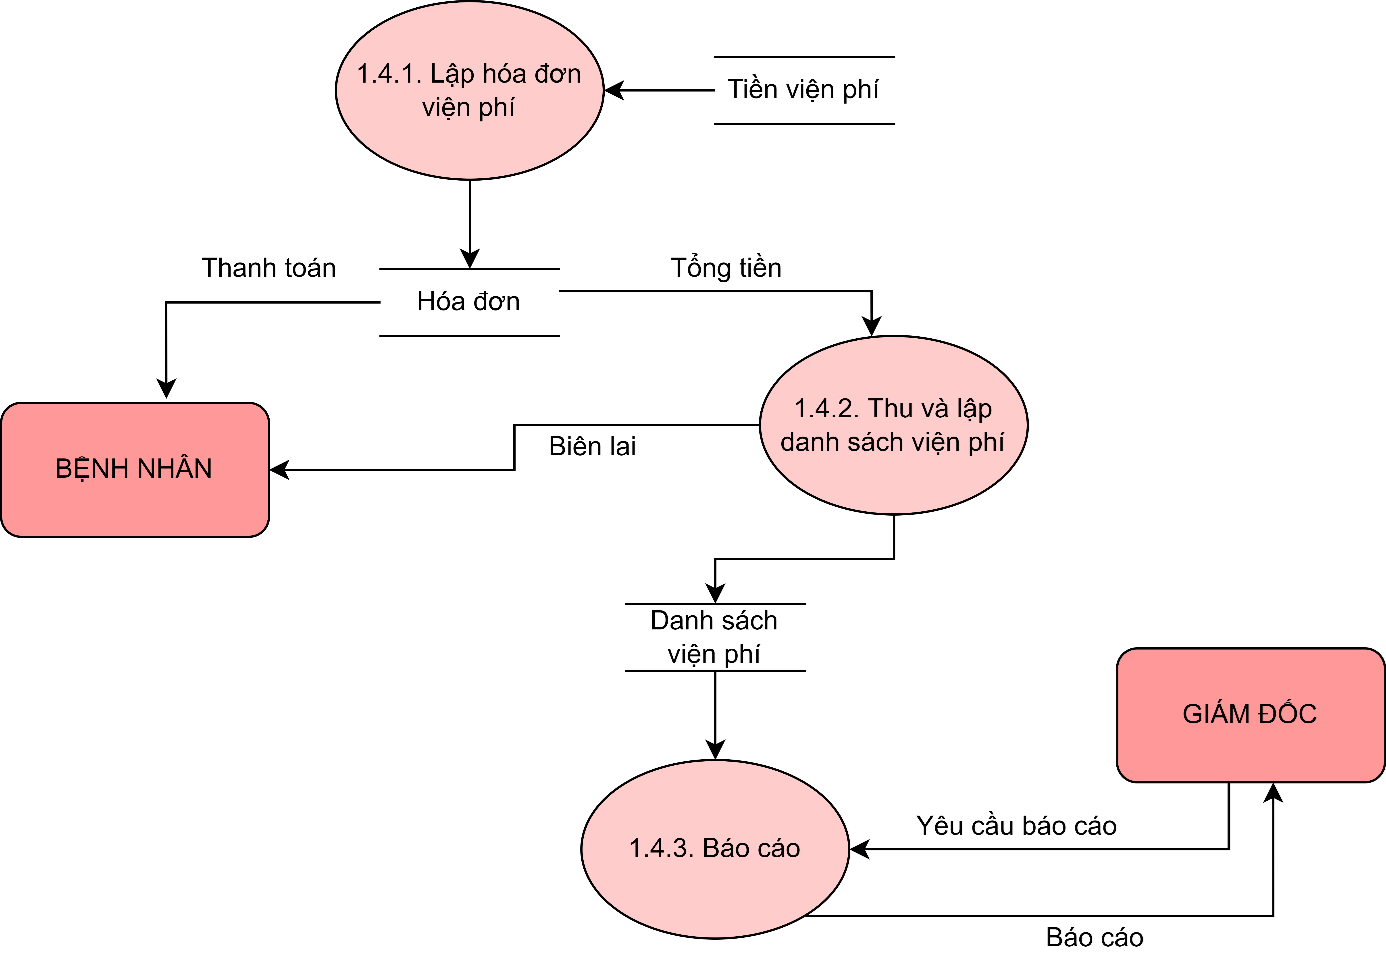 1.4.1. Lập hóa đơn
viện phí
Tiền viện phí
Thanh toán
Tổng tiền
Hóa đơn
1.4.2. Thu và lập
danh sách viện phí
Biên lai
BỆNH NHÂN
Danh sách
viện phí
GIÁM ĐỐC
Yêu cầu báo cáo
1.4.3. Báo cáo
Báo cáo